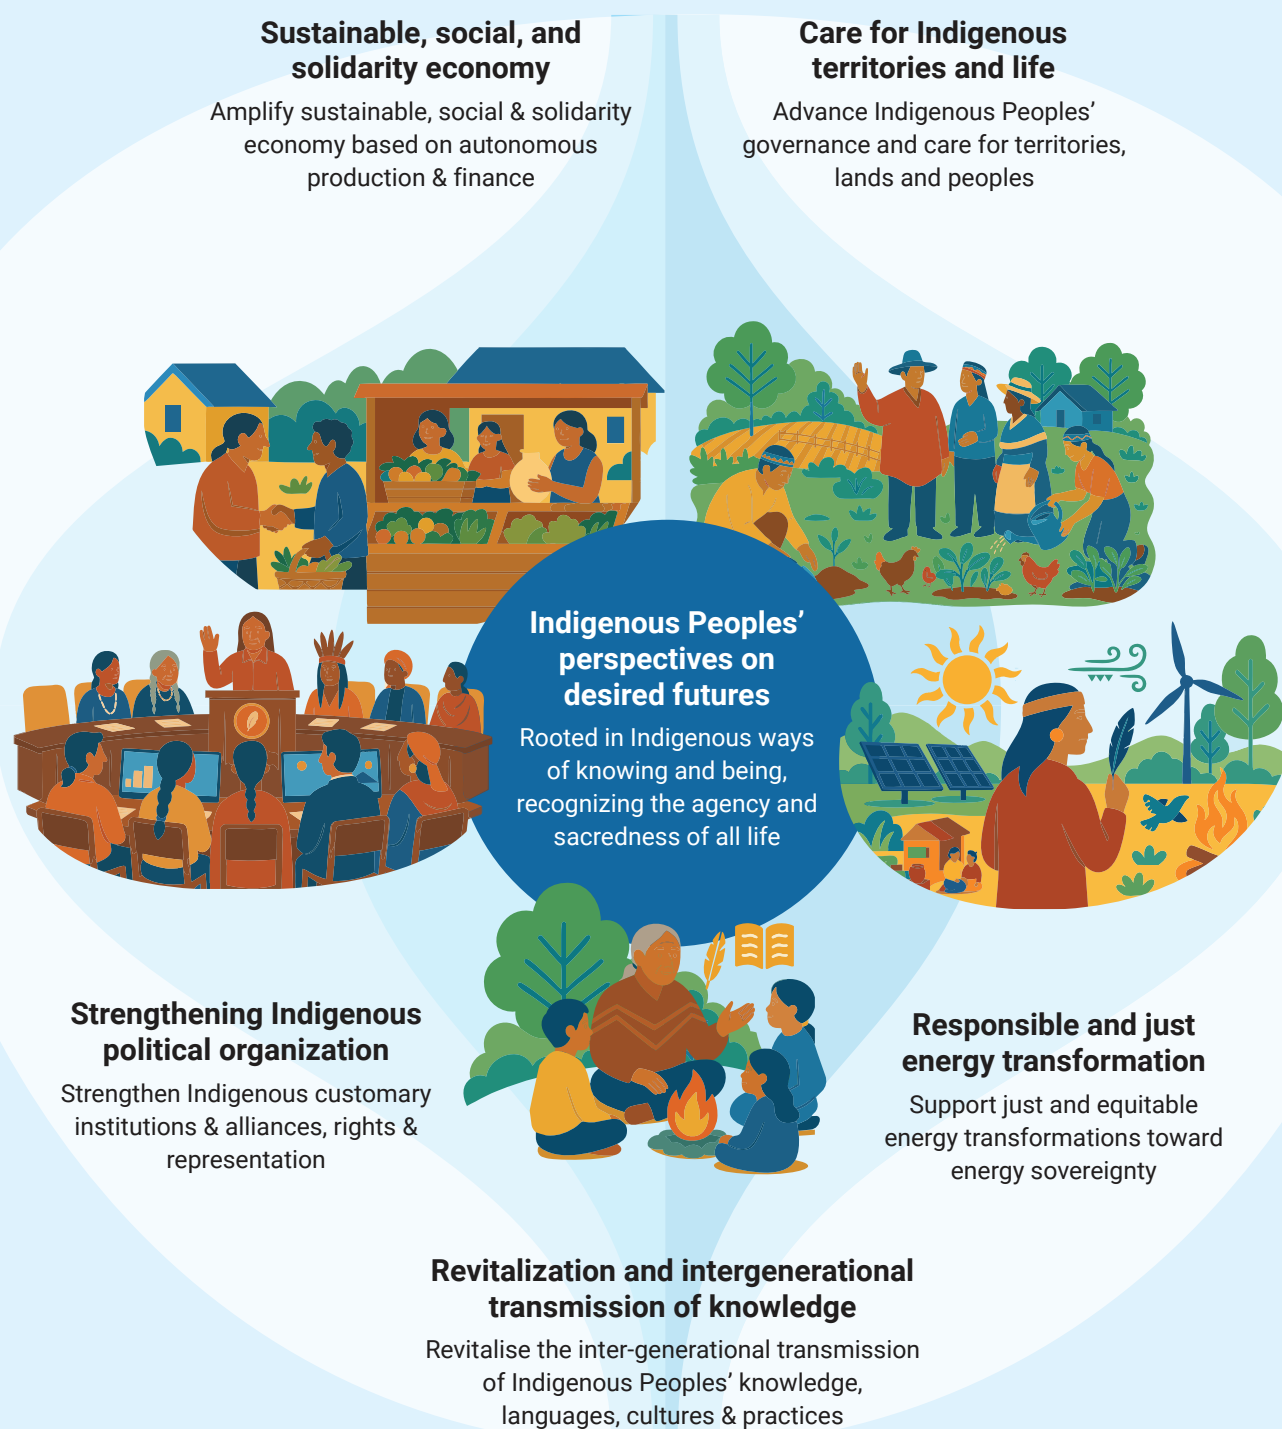 Sustainable, social, and
solidarity economy
Amplify sustainable, social & solidarity
economy based on autonomous
production & finance
Care for Indigenous
territories and life
Advance Indigenous Peoples’
governance and care for territories,
lands and peoples
Indigenous Peoples’
perspectives on
desired futures
Rooted in Indigenous ways
of knowing and being,
recognizing the agency and
sacredness of all life
Strengthening Indigenous
political organization
Strengthen Indigenous customary
institutions & alliances, rights &
representation
Responsible and just
energy transformation
Support just and equitable
energy transformations toward
energy sovereignty
Revitalization and intergenerational
transmission of knowledge
Revitalise the inter-generational transmission
of Indigenous Peoples’ knowledge,
languages, cultures & practices